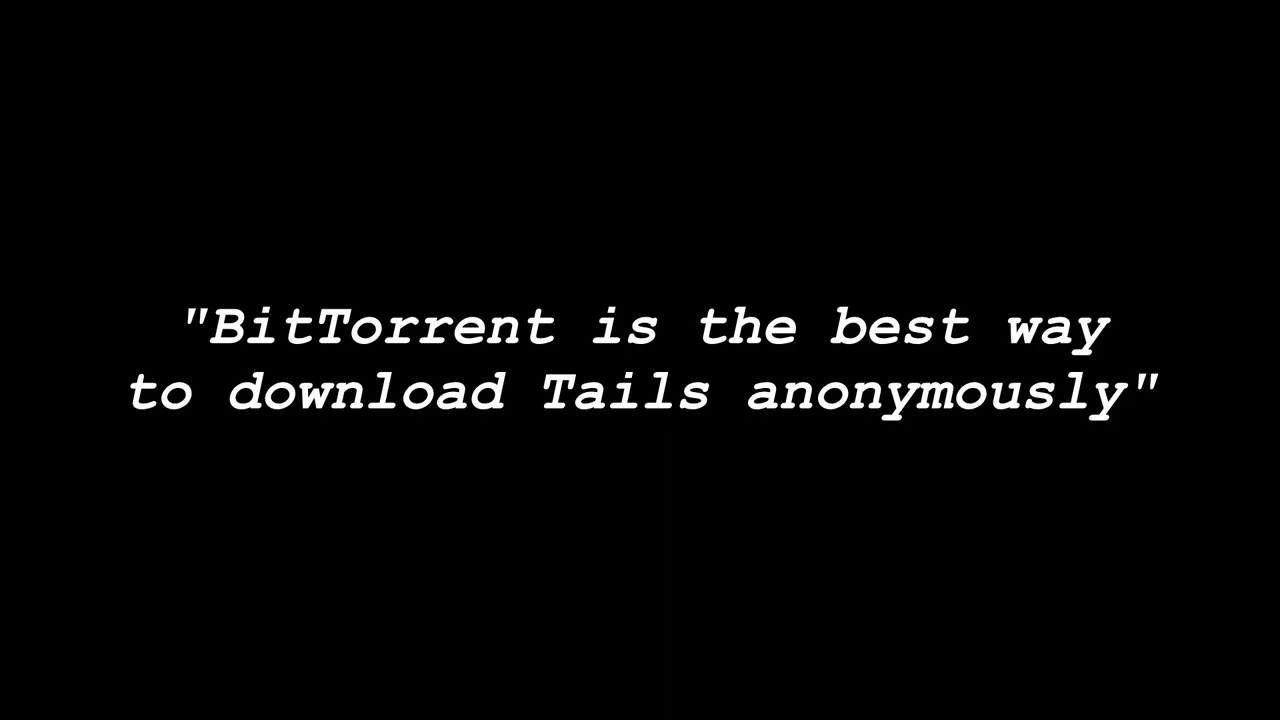 "BitTorrent is the best way
to download Tails anonymously"